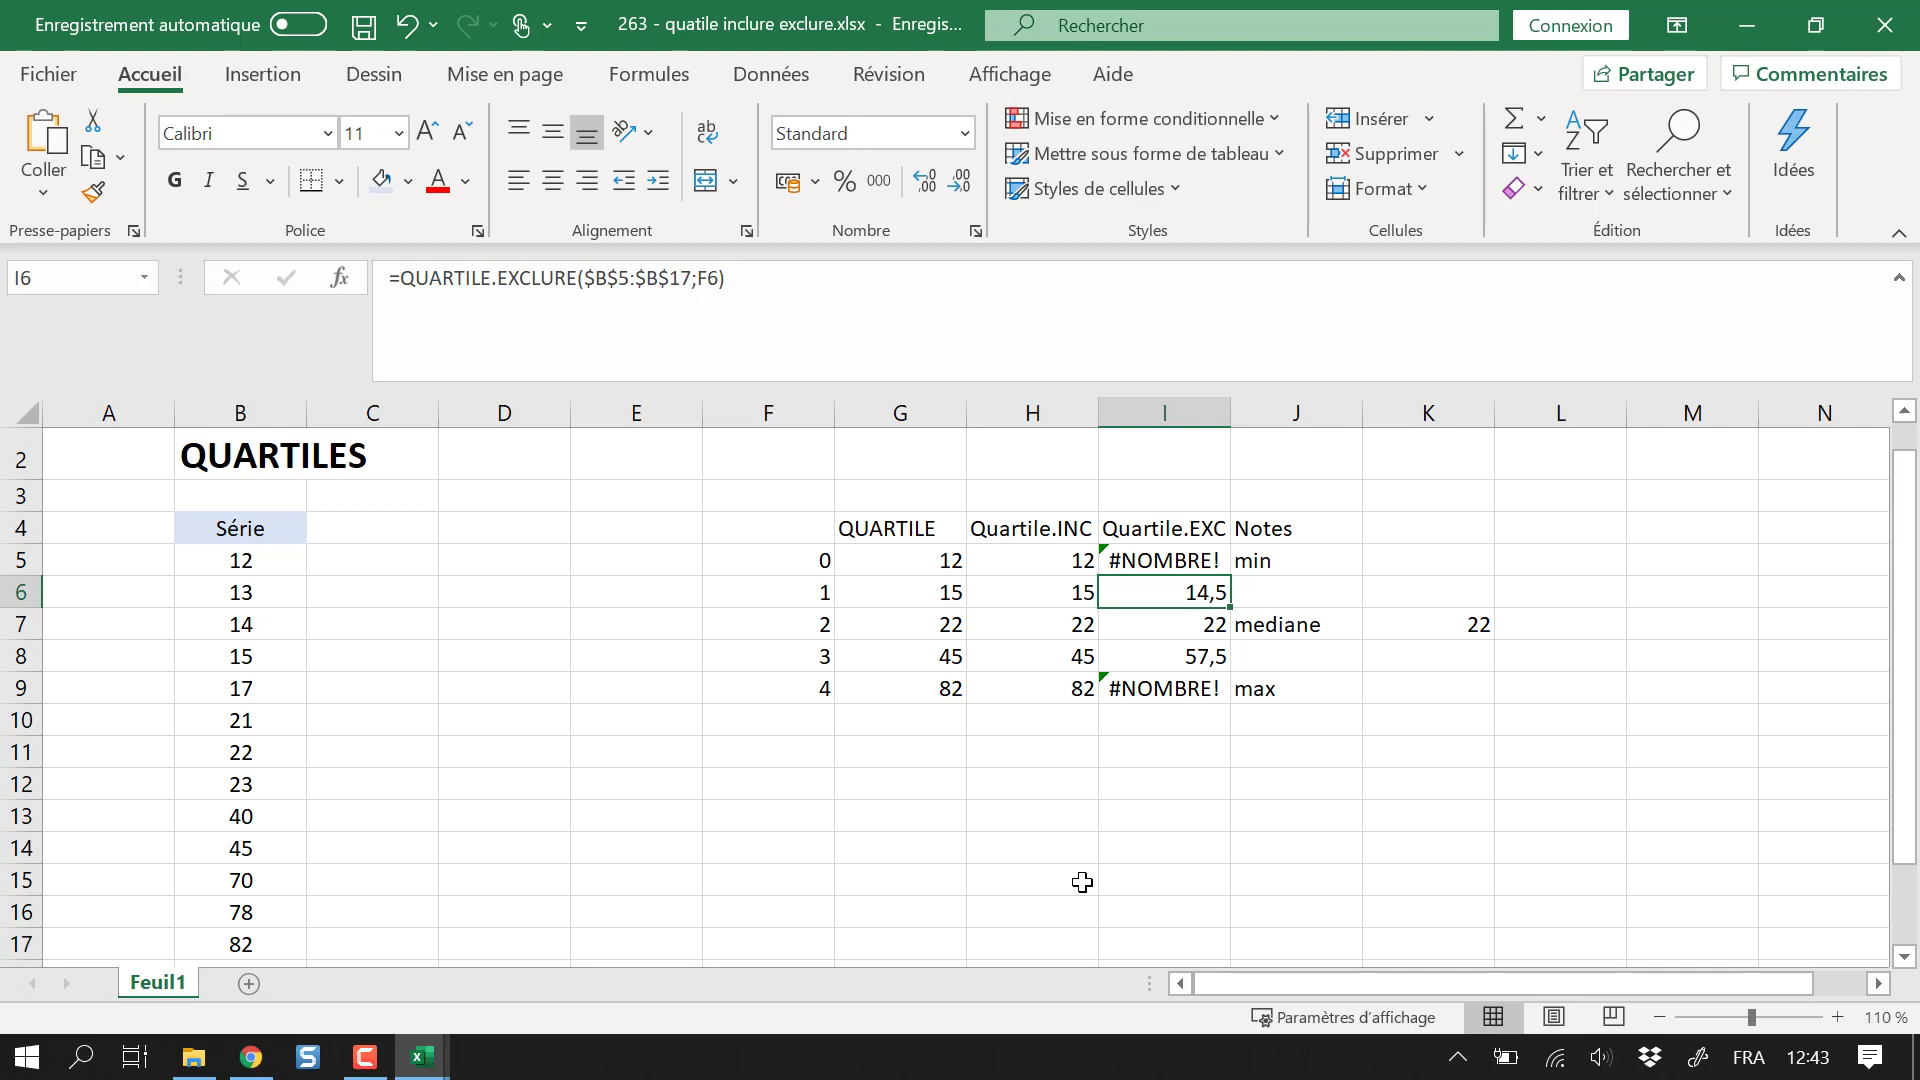 Enregistrement automatique 263 - quatile inclure exclure.xlsx - Enregis... Rechercher Connexion
Fichier Accueil Insertion Dessin Mise en page Formules Données Révision Affichage Aide Partager Commentaires
Coller
Calibri 11
G I S A
ab
Standard
% 000
Mise en forme conditionnelle
Mettre sous forme de tableau
Styles de cellules
Insérer
Supprimer
Format
Trier et
filtrer
Rechercher et
sélectionner
Idées
Presse-papiers Police Alignement Nombre Styles Cellules Édition Idées
I6 fx =QUARTILE.EXCLURE($B$5:$B$17;F6)
A B C D E F G H I J K L M N
2 QUARTILES
3
4 Série QUARTILE Quartile.INC Quartile.EXC Notes
5 12 0 12 12 #NOMBRE! min
6 13 1 15 15 14,5
7 14 2 22 22 22 mediane 22
8 15 3 45 45 57,5
9 17 4 82 82 #NOMBRE! max
10 21
11 22
12 23
13 40
14 45
15 70
16 78
17 82
Feuil1
Paramètres d'affichage 110 %
FRA 12:43